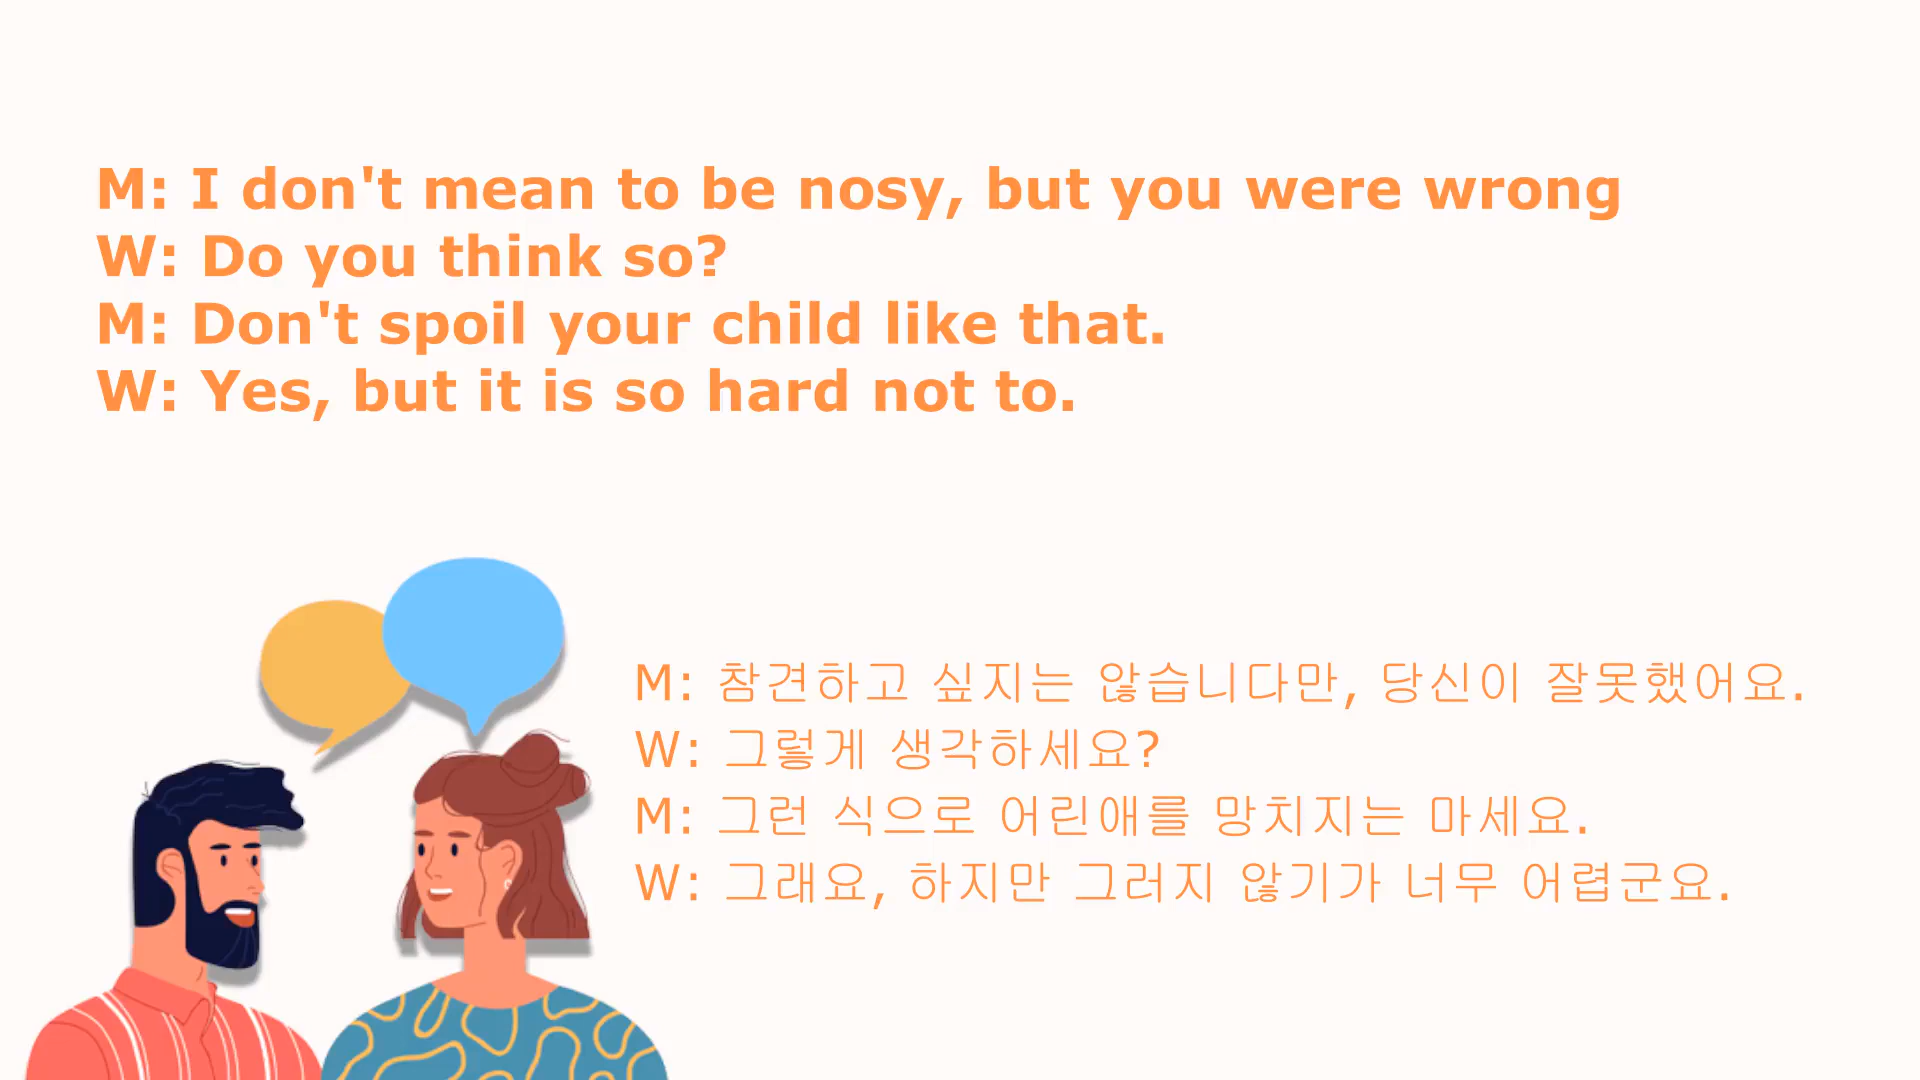 M: I don't mean to be nosy, but you were wrong
W: Do you think so?
M: Don't spoil your child like that.
W: Yes, but it is so hard not to.
M: 참견하고 싶지는 않습니다만, 당신이 잘못했어요.
W: 그렇게 생각하세요?
M: 그런 식으로 어린애를 망치지는 마세요.
W: 그래요, 하지만 그러지 않기가 너무 어렵군요.